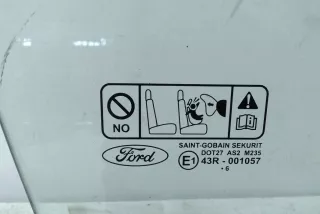 NO
Ford
SAINT-GOBAIN SEKURIT
DOT27 AS2 M235
E1 43R - 001057
· 6